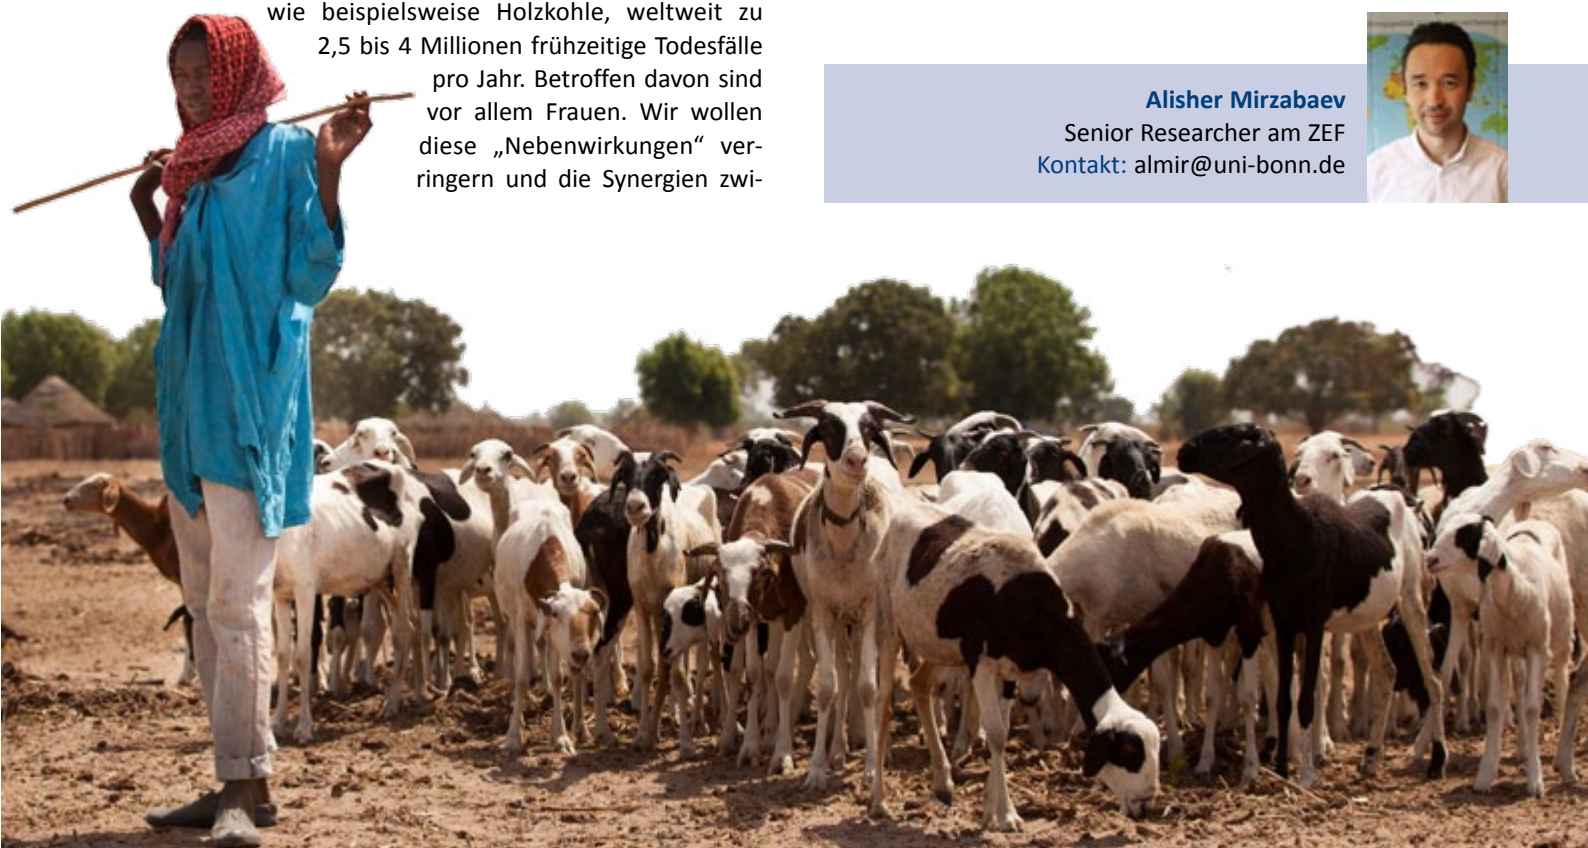 wie beispielsweise Holzkohle, weltweit zu
2,5 bis 4 Millionen frühzeitige Todesfälle
pro Jahr. Betroffen davon sind
vor allem Frauen. Wir wollen
diese „Nebenwirkungen“ ver-
ringern und die Synergien zwi-
Alisher Mirzabaev
Senior Researcher am ZEF
Kontakt: almir@uni-bonn.de